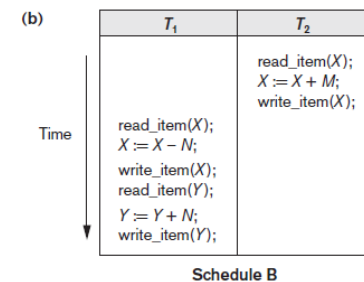 (b)
T1
T2
Time
read_item(X);
X := X + M;
write_item(X);
read_item(X);
X := X – N;
write_item(X);
read_item(Y);
Y := Y + N;
write_item(Y);
Schedule B